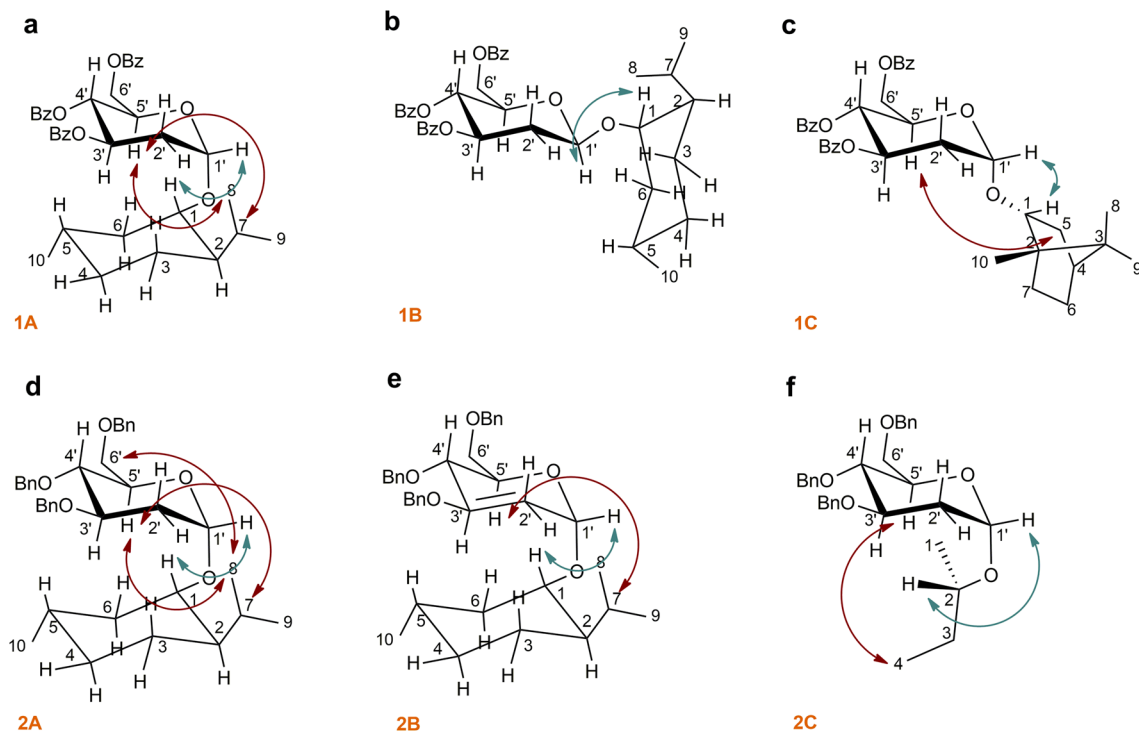 a
OBz
H
4'
6'
H
5'
O
BzO
BzO
3'
H
2'
H
H
1'
H
H
O
8
H
H
6
1
7
9
5
2
10
H
3
4
H
H
H
H
1A
b
9
OBz
7
8
H
6'
H
4'
5'
O
H
1
2
BzO
O
BzO
H
3'
2'
H
1'
H
H
H
3
H
H
6
H
H
4
H
5
H
H
10
1B
c
OBz
H
6'
4'
H
5'
O
BzO
BzO
3'
H
2'
H
1'
H
H
O
1
H
5
8
2
3
10
4
9
7
6
1C
d
OBn
H
4'
6'
H
5'
O
BnO
BnO
3'
H
2'
H
H
1'
H
H
O
8
H
H
6
1
7
9
5
2
10
H
3
4
H
H
H
H
2A
e
OBn
H
6'
4'
H
5'
O
BnO
BnO
3'
H
2'
H
H
1'
H
H
O
8
6
H
1
7
9
5
2
10
H
3
4
H
H
H
H
2B
f
OBn
H
6'
4'
H
5'
O
BnO
BnO
3'
H
2'
H
H
1'
H
1
O
H
2
3
4
2C